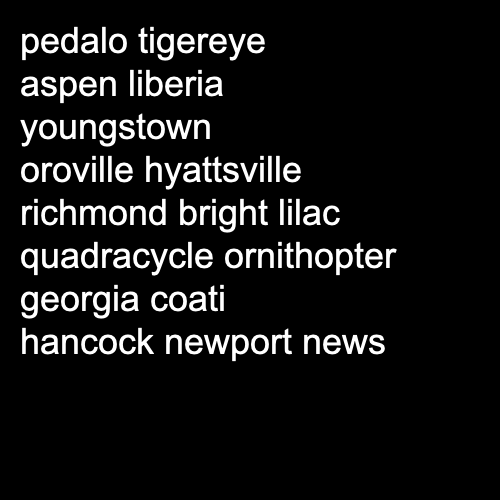 pedalo tigereye
aspen liberia
youngstown
oroville hyattsville
richmond bright lilac
quadracycle ornithopter
georgia coati
hancock newport news